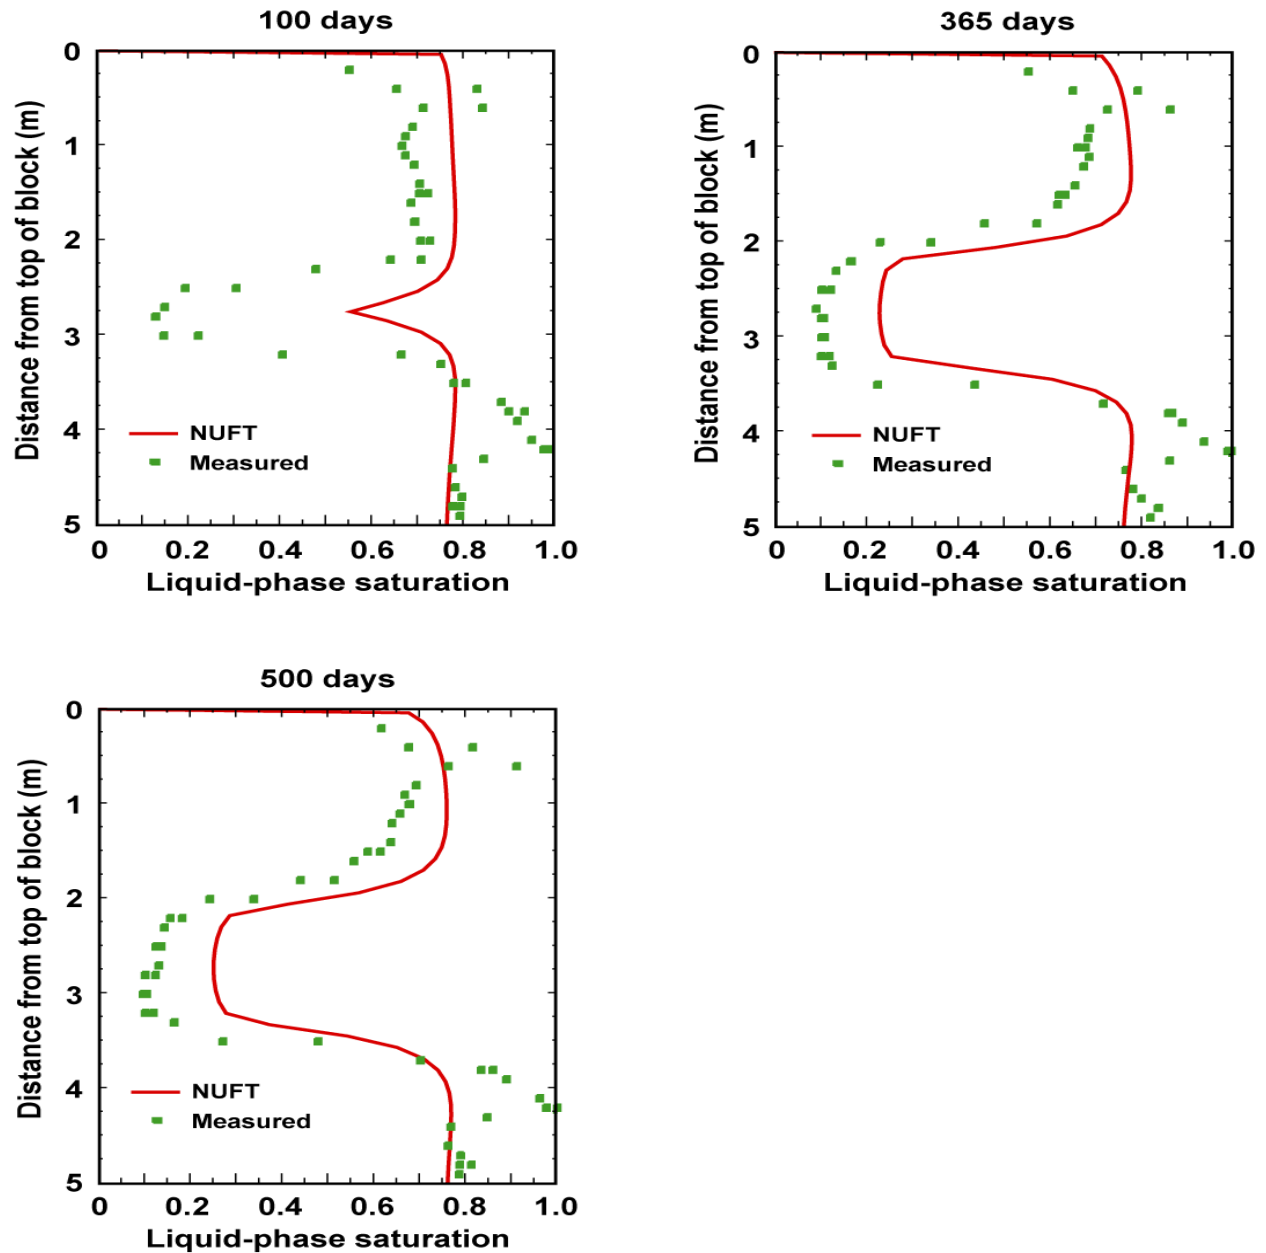 100 days
0
1
2
3
4
5
Distance from top of block (m)
NUFT
Measured
0 0.2 0.4 0.6 0.8 1.0
Liquid-phase saturation
365 days
0
1
2
3
4
5
Distance from top of block (m)
NUFT
Measured
0 0.2 0.4 0.6 0.8 1.0
Liquid-phase saturation
500 days
0
1
2
3
4
5
Distance from top of block (m)
NUFT
Measured
0 0.2 0.4 0.6 0.8 1.0
Liquid-phase saturation